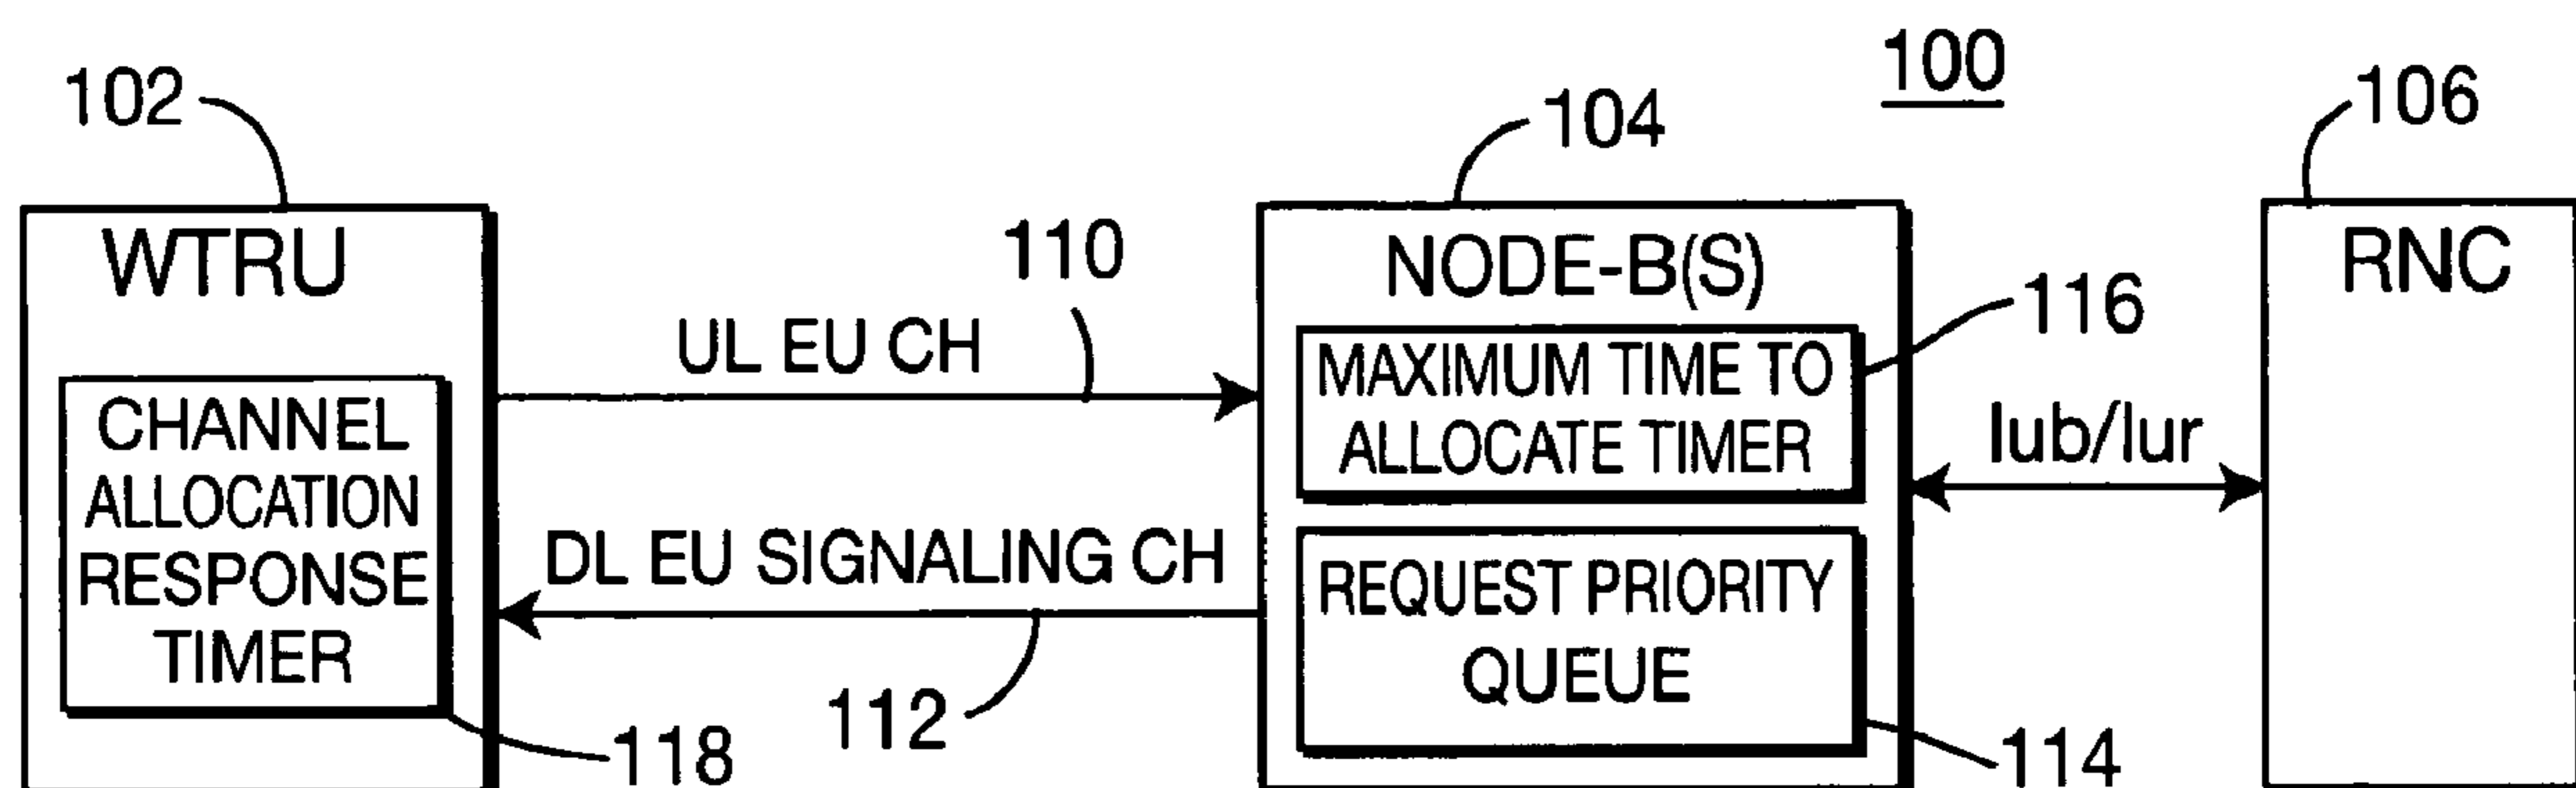 100
102
104
106
WTRU
110
NODE-B(S)
RNC
116
UL EU CH
MAXIMUM TIME TO
ALLOCATE TIMER
Iub/Iur
CHANNEL
ALLOCATION
RESPONSE
TIMER
DL EU SIGNALING CH
REQUEST PRIORITY
QUEUE
112
118
114